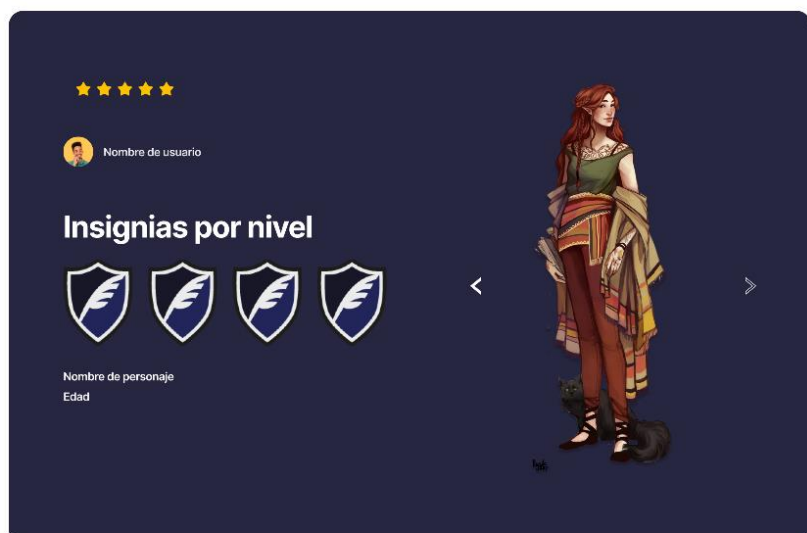 Nombre de usuario
Insignias por nivel
Nombre de personaje
Edad